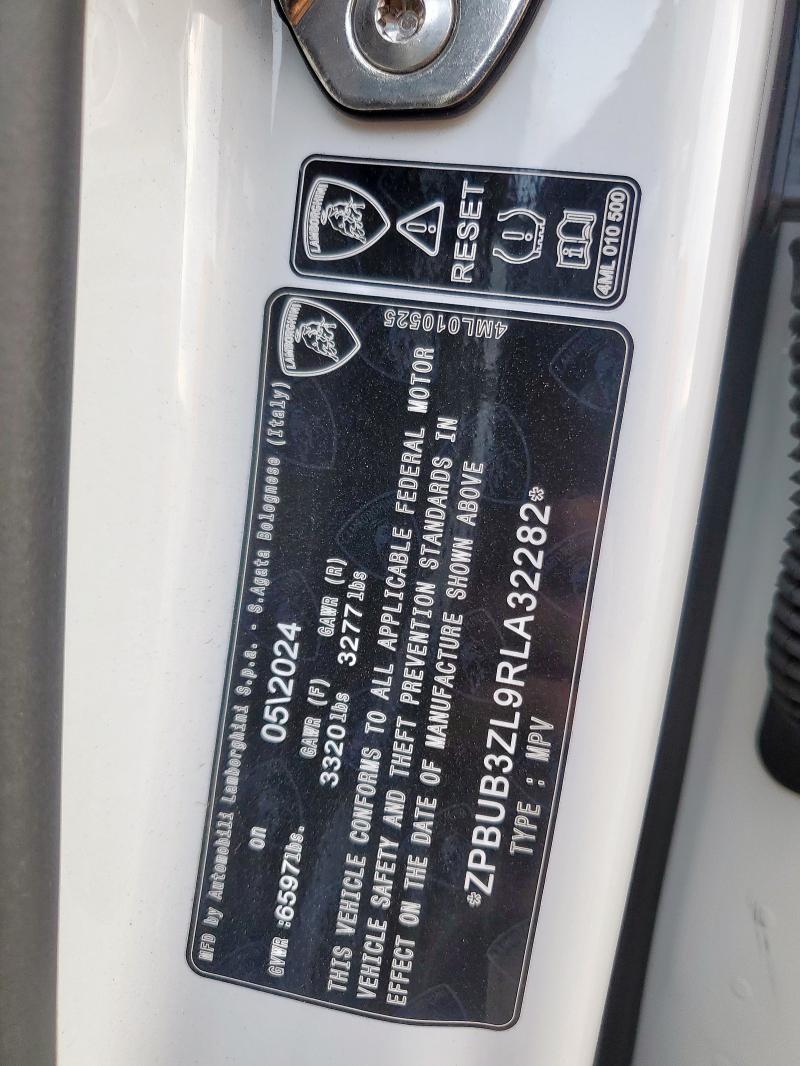 LAMBORGHINI
RESET
4ML 010 500
LAMBORGHINI
4ML010525
MFD by Automobili Lamborghini S.p.a. - S.Agata Bolognese (Italy)
on 05\2024
GVWR :6597lbs. GAWR (F) GAWR (R)
3320lbs 3277lbs
THIS VEHICLE CONFORMS TO ALL APPLICABLE FEDERAL MOTOR
VEHICLE SAFETY AND THEFT PREVENTION STANDARDS IN
EFFECT ON THE DATE OF MANUFACTURE SHOWN ABOVE
*ZPBUB3ZL9RLA32282*
TYPE : MPV